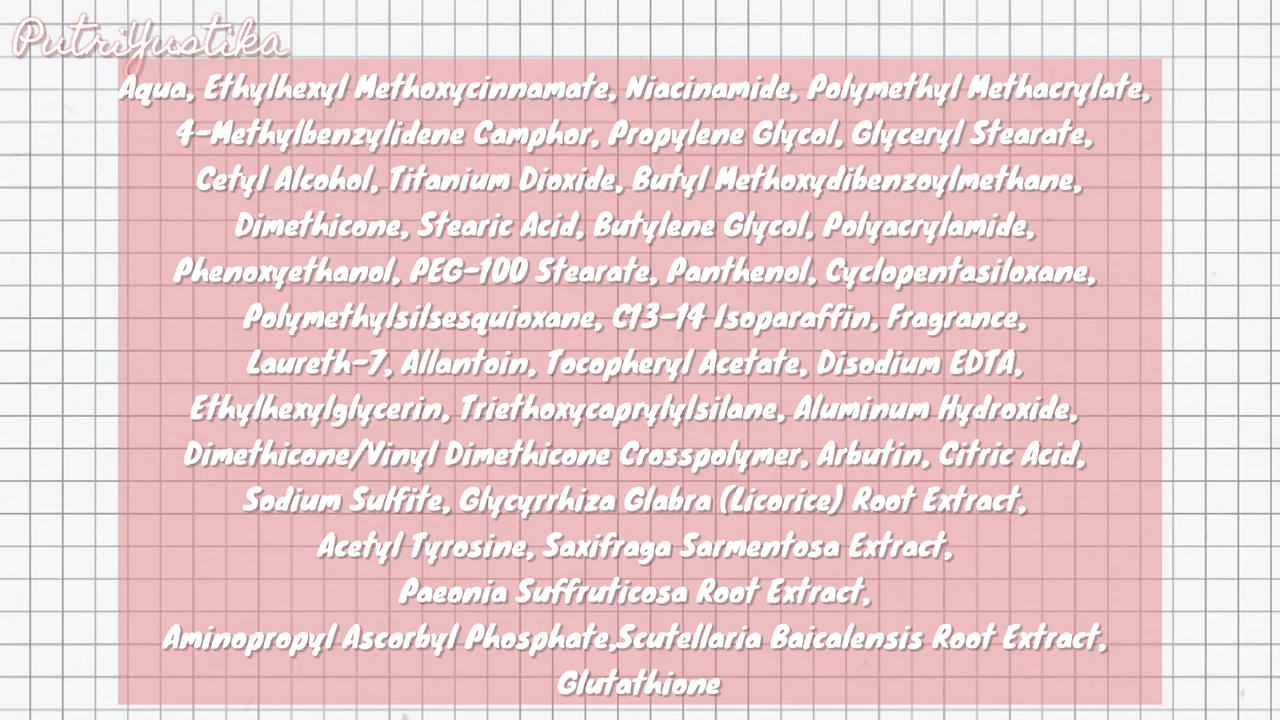 PutriYustika
Aqua, Ethylhexyl Methoxycinnamate, Niacinamide, Polymethyl Methacrylate,
4-Methylbenzylidene Camphor, Propylene Glycol, Glyceryl Stearate,
Cetyl Alcohol, Titanium Dioxide, Butyl Methoxydibenzoylmethane,
Dimethicone, Stearic Acid, Butylene Glycol, Polyacrylamide,
Phenoxyethanol, PEG-100 Stearate, Panthenol, Cyclopentasiloxane,
Polymethylsilsesquioxane, C13-14 Isoparaffin, Fragrance,
Laureth-7, Allantoin, Tocopheryl Acetate, Disodium EDTA,
Ethylhexylglycerin, Triethoxycaprylylsilane, Aluminum Hydroxide,
Dimethicone/Vinyl Dimethicone Crosspolymer, Arbutin, Citric Acid,
Sodium Sulfite, Glycyrrhiza Glabra (Licorice) Root Extract,
Acetyl Tyrosine, Saxifraga Sarmentosa Extract,
Paeonia Suffruticosa Root Extract,
Aminopropyl Ascorbyl Phosphate,Scutellaria Baicalensis Root Extract,
Glutathione